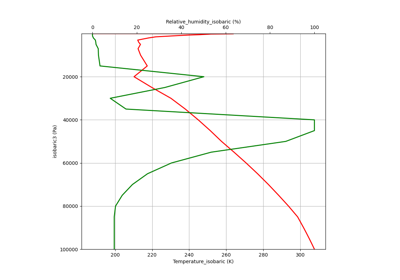 Relative_humidity_isobaric (%)
0 20 40 60 80 100
20000
40000
60000
80000
100000
isobaric3 (Pa)
200 220 240 260 280 300
Temperature_isobaric (K)